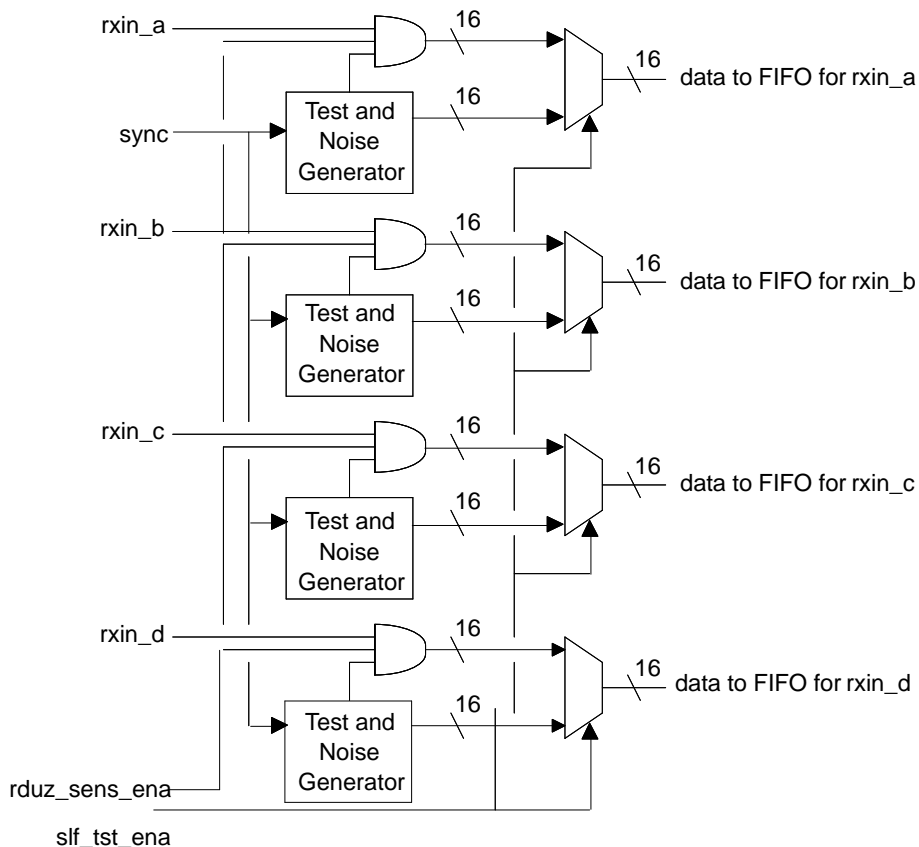 rxin_a
16
16
data to FIFO for rxin_a
Test and
Noise
Generator
16
sync
rxin_b
16
16
data to FIFO for rxin_b
Test and
Noise
Generator
16
rxin_c
16
16
data to FIFO for rxin_c
Test and
Noise
Generator
16
rxin_d
16
16
data to FIFO for rxin_d
Test and
Noise
Generator
16
rduz_sens_ena
slf_tst_ena